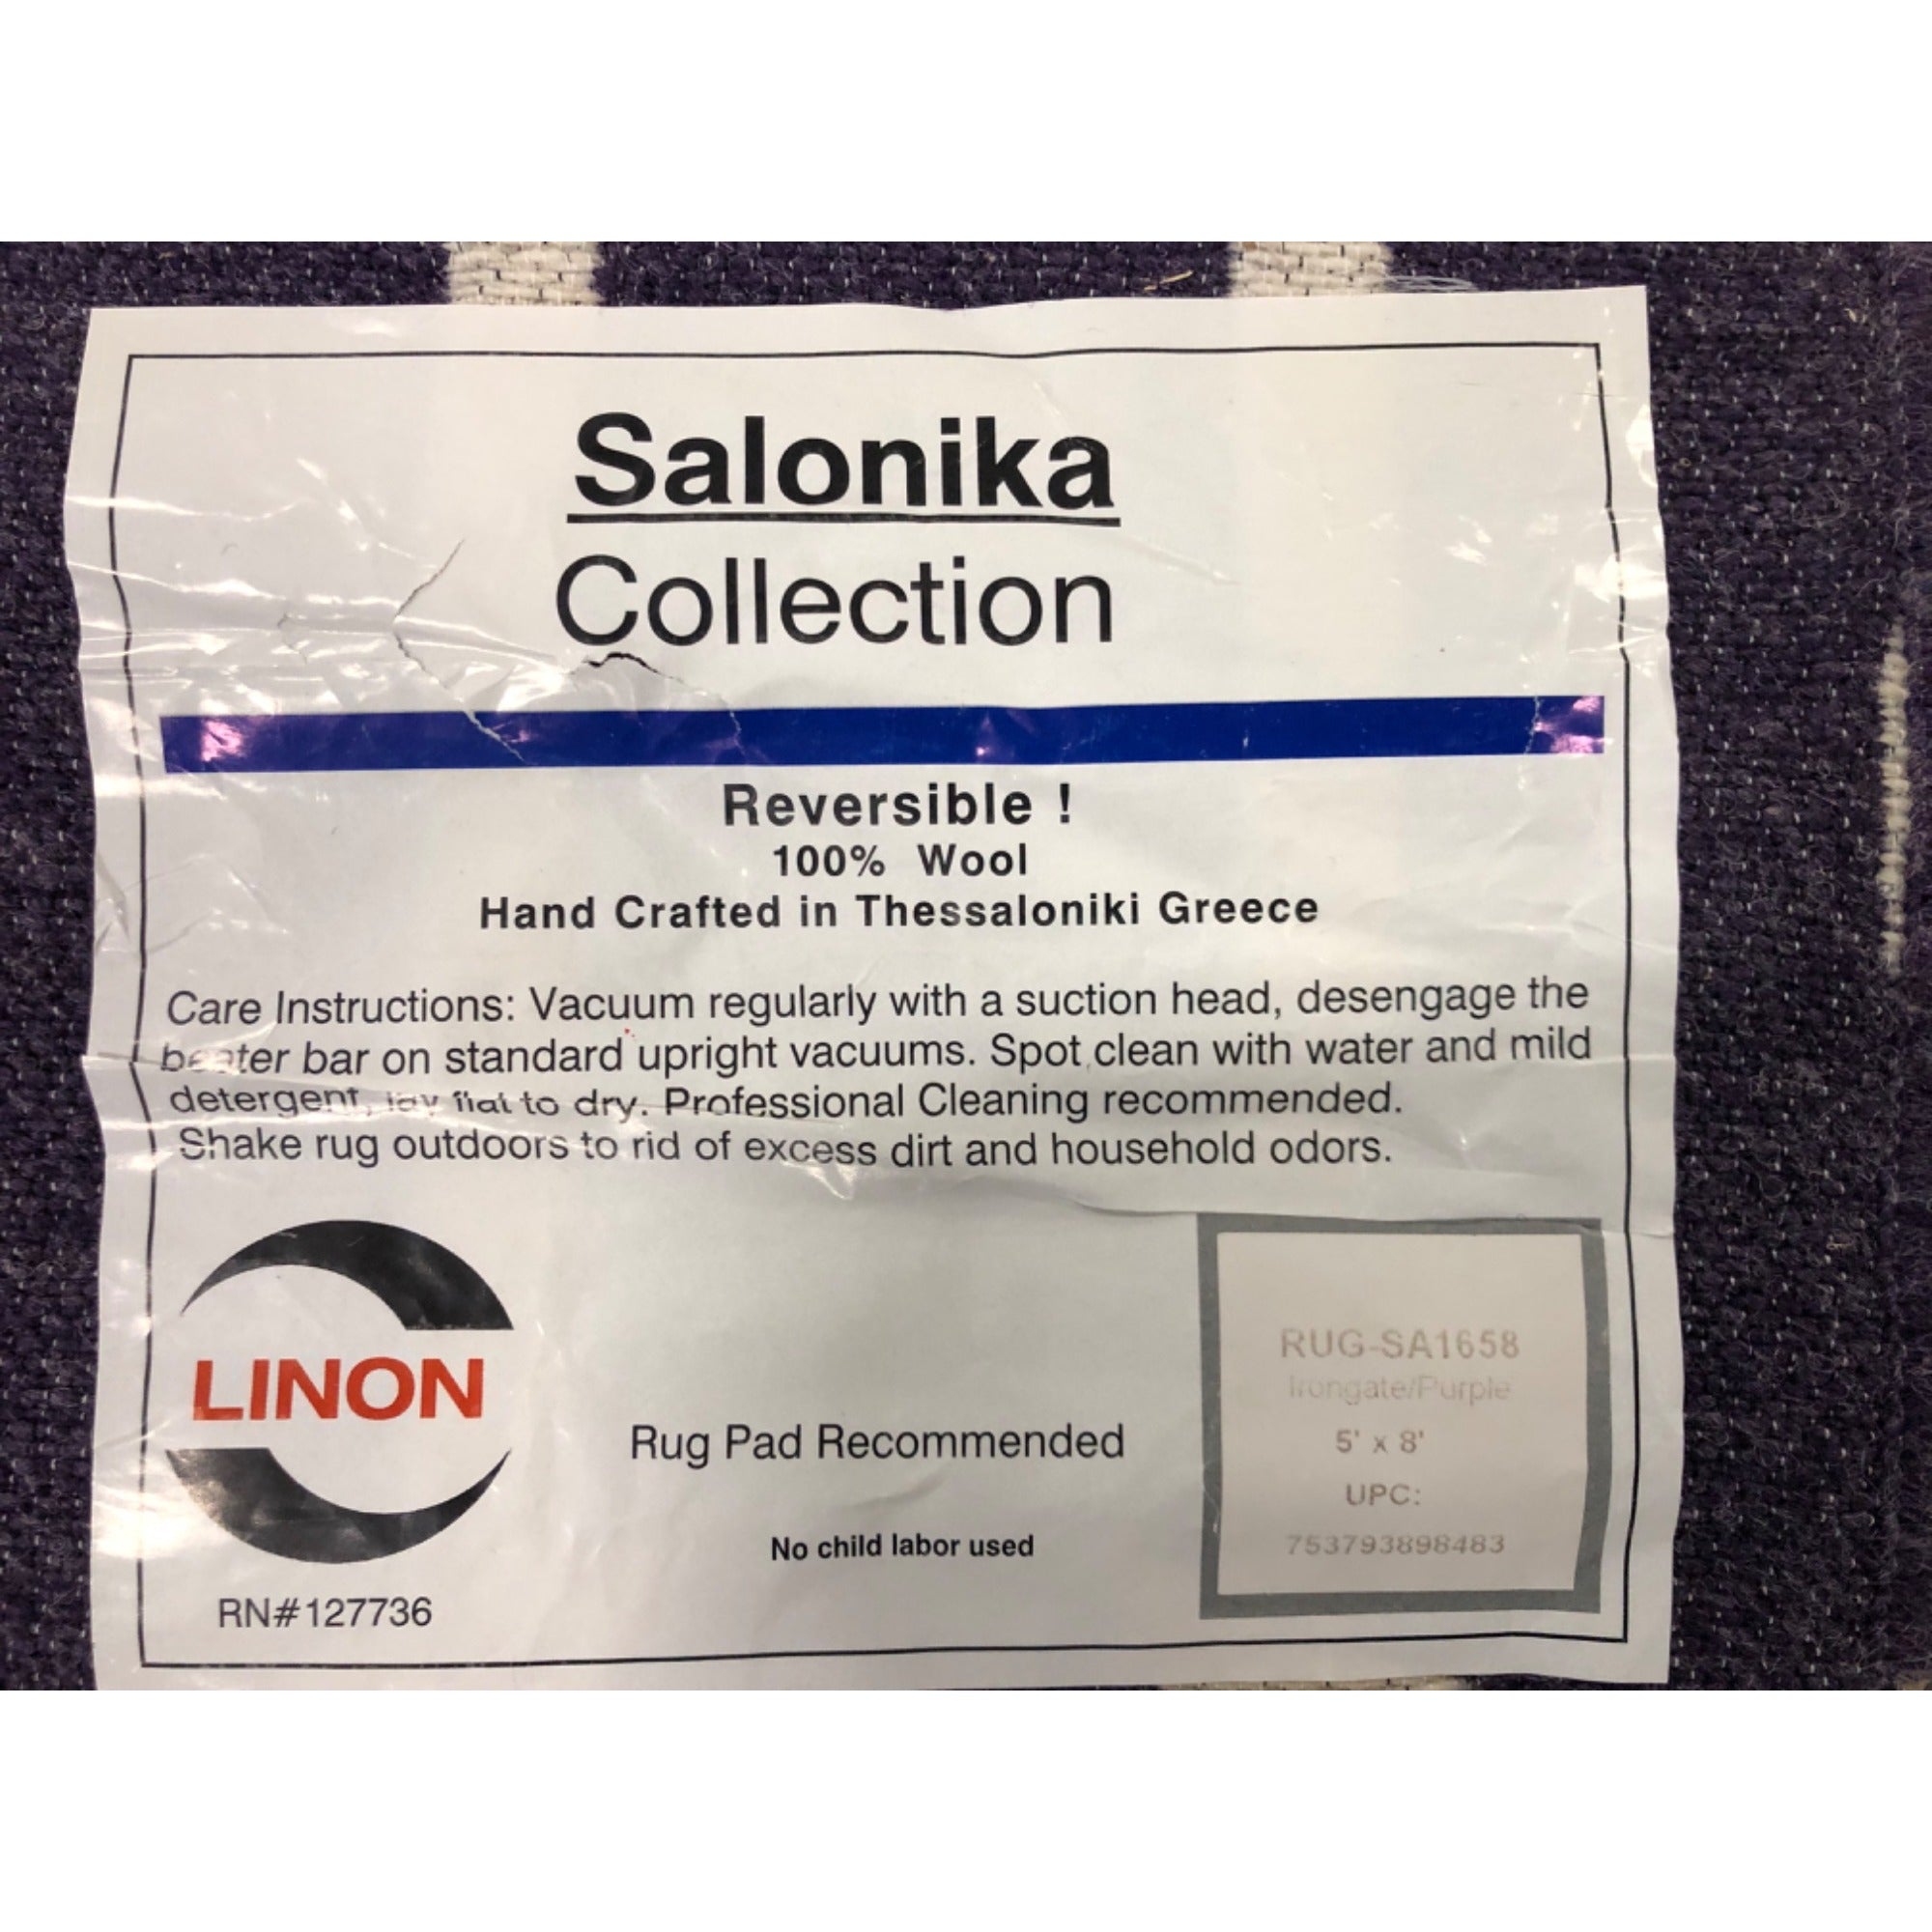 Salonika
Collection
Reversible !
100% Wool
Hand Crafted in Thessaloniki Greece
Care Instructions: Vacuum regularly with a suction head, desengage the
beater bar on standard upright vacuums. Spot clean with water and mild
detergent, lay flat to dry. Professional Cleaning recommended.
Shake rug outdoors to rid of excess dirt and household odors.
LINON
RN#127736
Rug Pad Recommended
No child labor used
RUG-SA1658
Irongate/Purple
5' x 8'
UPC:
753793898483